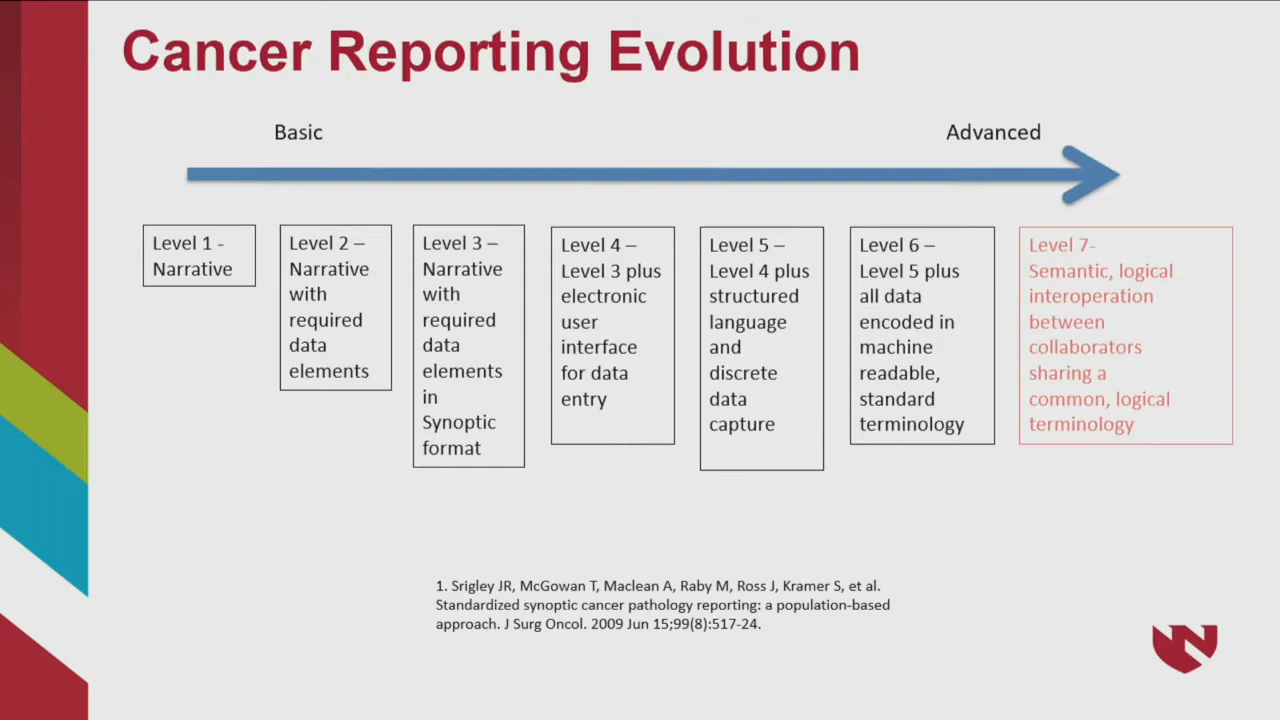 Cancer Reporting Evolution
Basic
Advanced
Level 1 -
Narrative
Level 2 –
Narrative
with
required
data
elements
Level 3 –
Narrative
with
required
data
elements
in
Synoptic
format
Level 4 –
Level 3 plus
electronic
user
interface
for data
entry
Level 5 –
Level 4 plus
structured
language
and
discrete
data
capture
Level 6 –
Level 5 plus
all data
encoded in
machine
readable,
standard
terminology
Level 7-
Semantic, logical
interoperation
between
collaborators
sharing a
common, logical
terminology
1. Srigley JR, McGowan T, Maclean A, Raby M, Ross J, Kramer S, et al.
Standardized synoptic cancer pathology reporting: a population-based
approach. J Surg Oncol. 2009 Jun 15;99(8):517-24.
N